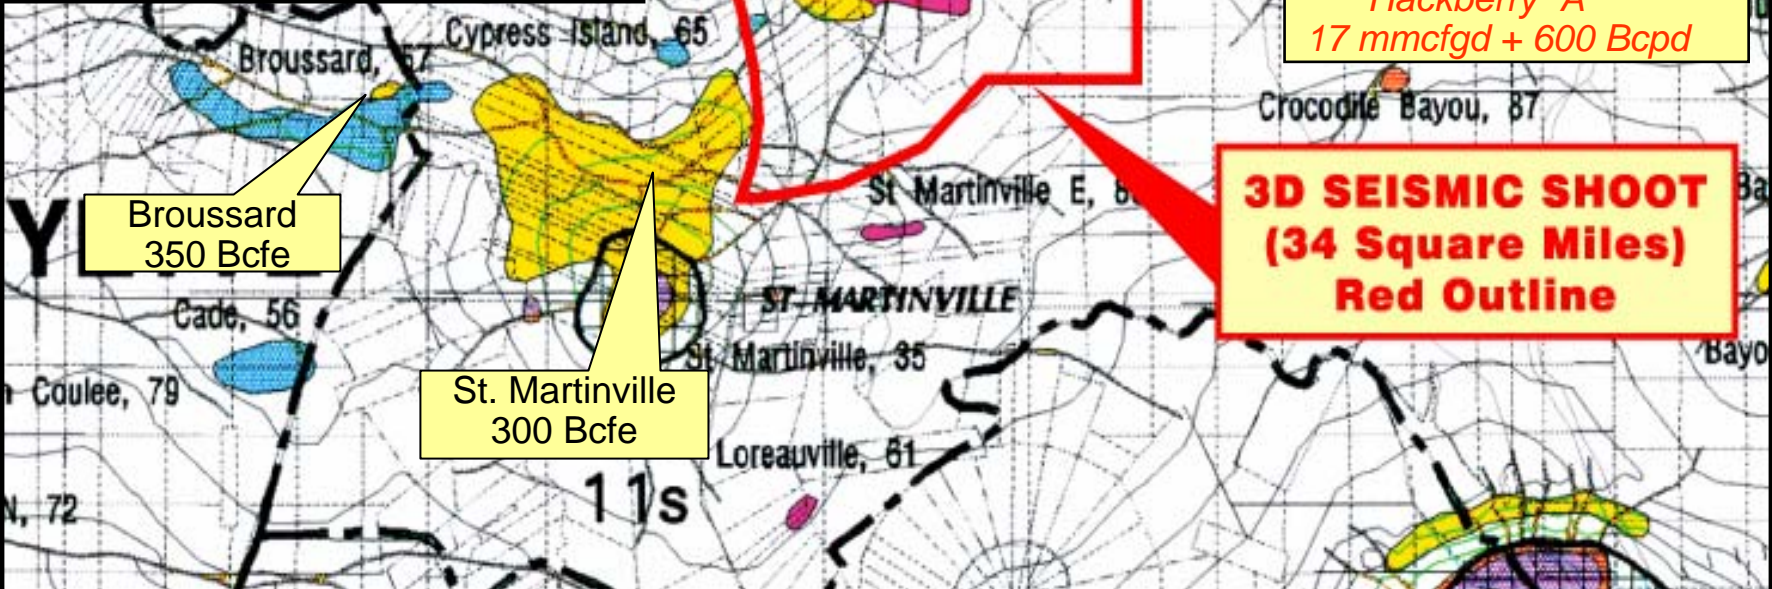 Hackberry "A"
17 mmcfgd + 600 Bcpd
Cypress Island, 65
Broussard, 57
Crocodile Bayou, 87
St Martinville E, 8
3D SEISMIC SHOOT
(34 Square Miles)
Red Outline
Broussard
350 Bcfe
Cade, 56
ST MARTINVILLE
St Martinville, 35
Bayo
Coulee, 79
St. Martinville
300 Bcfe
Loreauville, 61
11s
N, 72